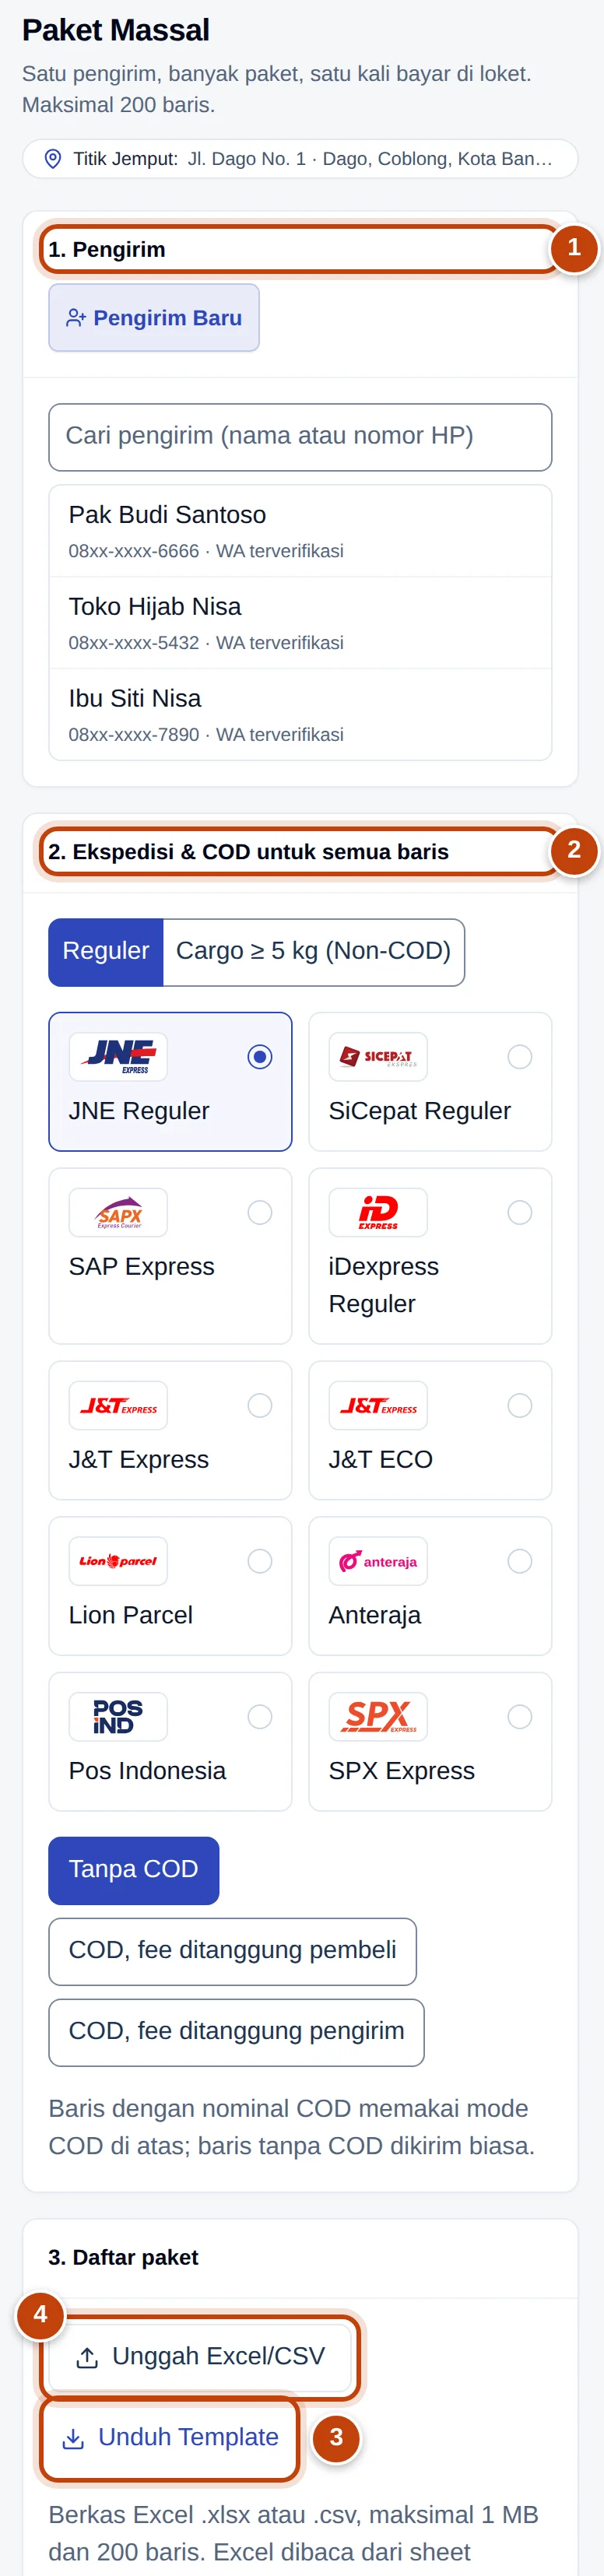 Paket Massal
Satu pengirim, banyak paket, satu kali bayar di loket.
Maksimal 200 baris.
Titik Jemput: Jl. Dago No. 1 · Dago, Coblong, Kota Ban…
1. Pengirim
1
Pengirim Baru
Cari pengirim (nama atau nomor HP)
Pak Budi Santoso
08xx-xxxx-6666 · WA terverifikasi
Toko Hijab Nisa
08xx-xxxx-5432 · WA terverifikasi
Ibu Siti Nisa
08xx-xxxx-7890 · WA terverifikasi
2. Ekspedisi & COD untuk semua baris
2
Reguler
Cargo ≥ 5 kg (Non-COD)
JNE EXPRESS
JNE Reguler
SICEPAT EKSPRES
SiCepat Reguler
SAPX Express Courier
SAP Express
iD EXPRESS
iDexpress
Reguler
J&T EXPRESS
J&T Express
J&T EXPRESS
J&T ECO
Lion parcel
Lion Parcel
anteraja
Anteraja
POS IND
Pos Indonesia
SPX EXPRESS
SPX Express
Tanpa COD
COD, fee ditanggung pembeli
COD, fee ditanggung pengirim
Baris dengan nominal COD memakai mode
COD di atas; baris tanpa COD dikirim biasa.
3. Daftar paket
4
Unggah Excel/CSV
Unduh Template
3
Berkas Excel .xlsx atau .csv, maksimal 1 MB
dan 200 baris. Excel dibaca dari sheet